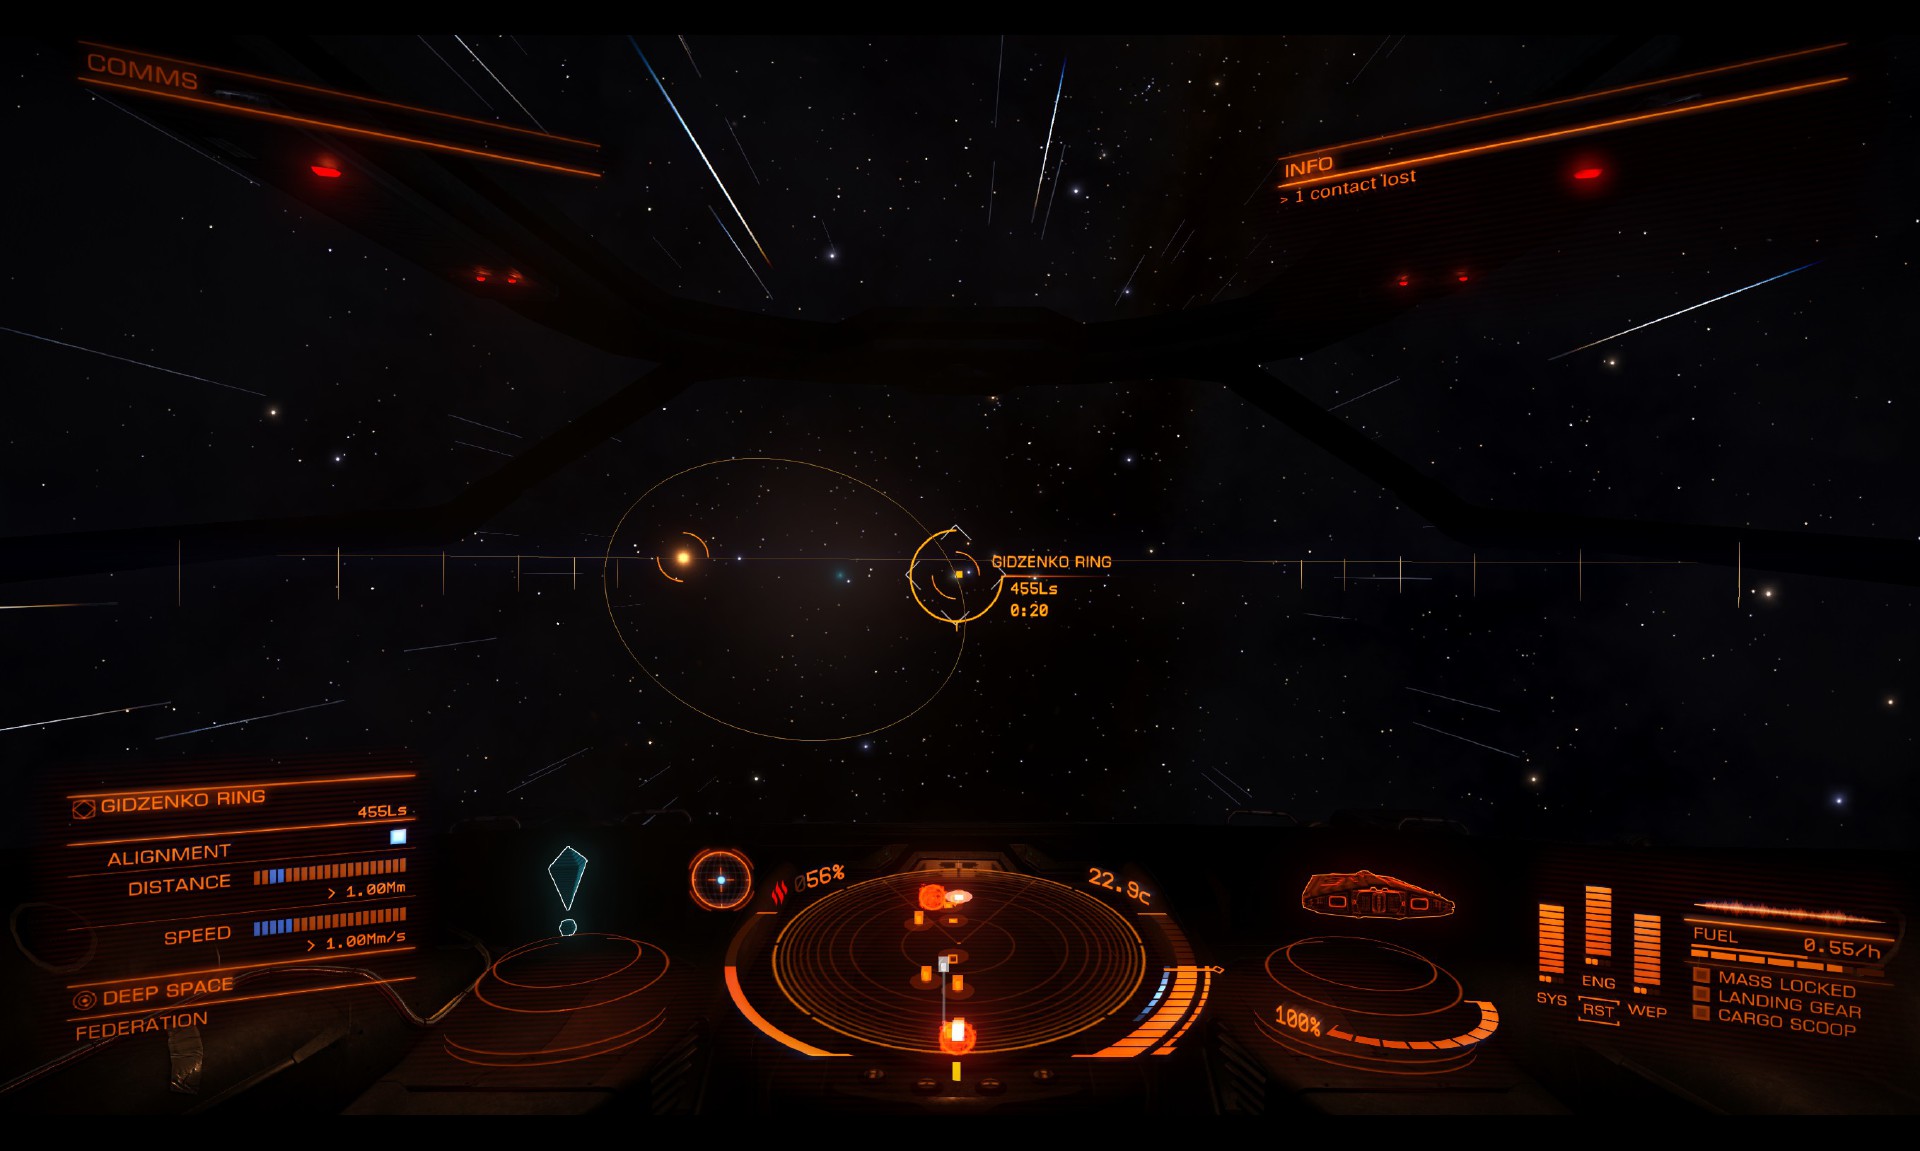 COMMS
INFO
> 1 contact lost
GIDZENKO RING
455Ls
0:20
GIDZENKO RING
455Ls
ALIGNMENT
DISTANCE
> 1.00Mm
SPEED
> 1.00Mm/s
DEEP SPACE
FEDERATION
056%
22.9c
100%
SYS
ENG
WEP
RST
FUEL
0.55/h
MASS LOCKED
LANDING GEAR
CARGO SCOOP